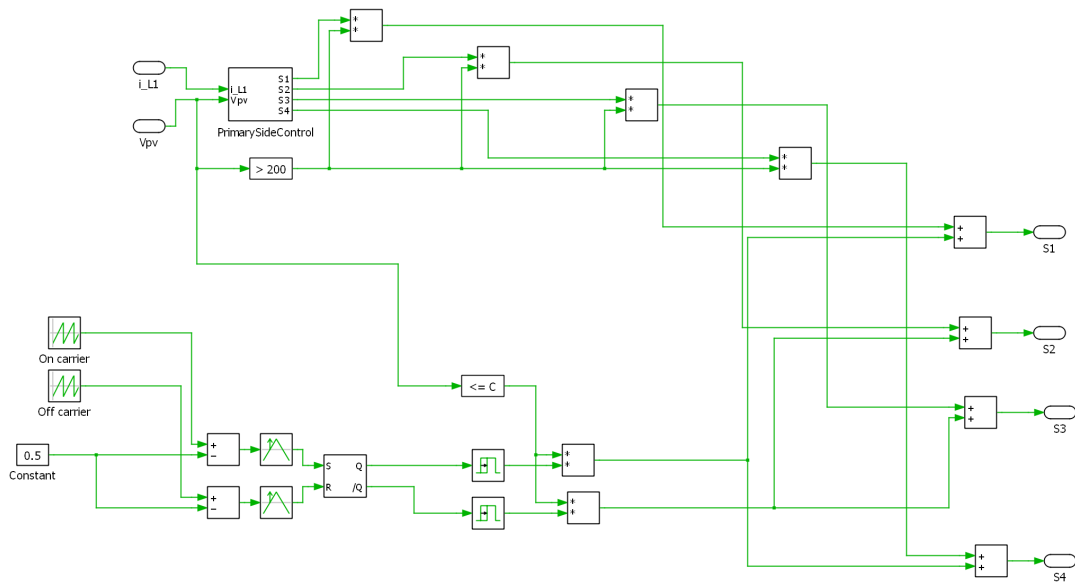 *
*
*
*
i_L1
i_L1
Vpv
S1
S2
S3
S4
*
*
PrimarySideControl
Vpv
*
*
> 200
+
+
S1
On carrier
+
+
S2
Off carrier
<= C
+
+
S3
0.5
Constant
+
−
S
R
Q
/Q
*
*
+
−
*
*
+
+
S4